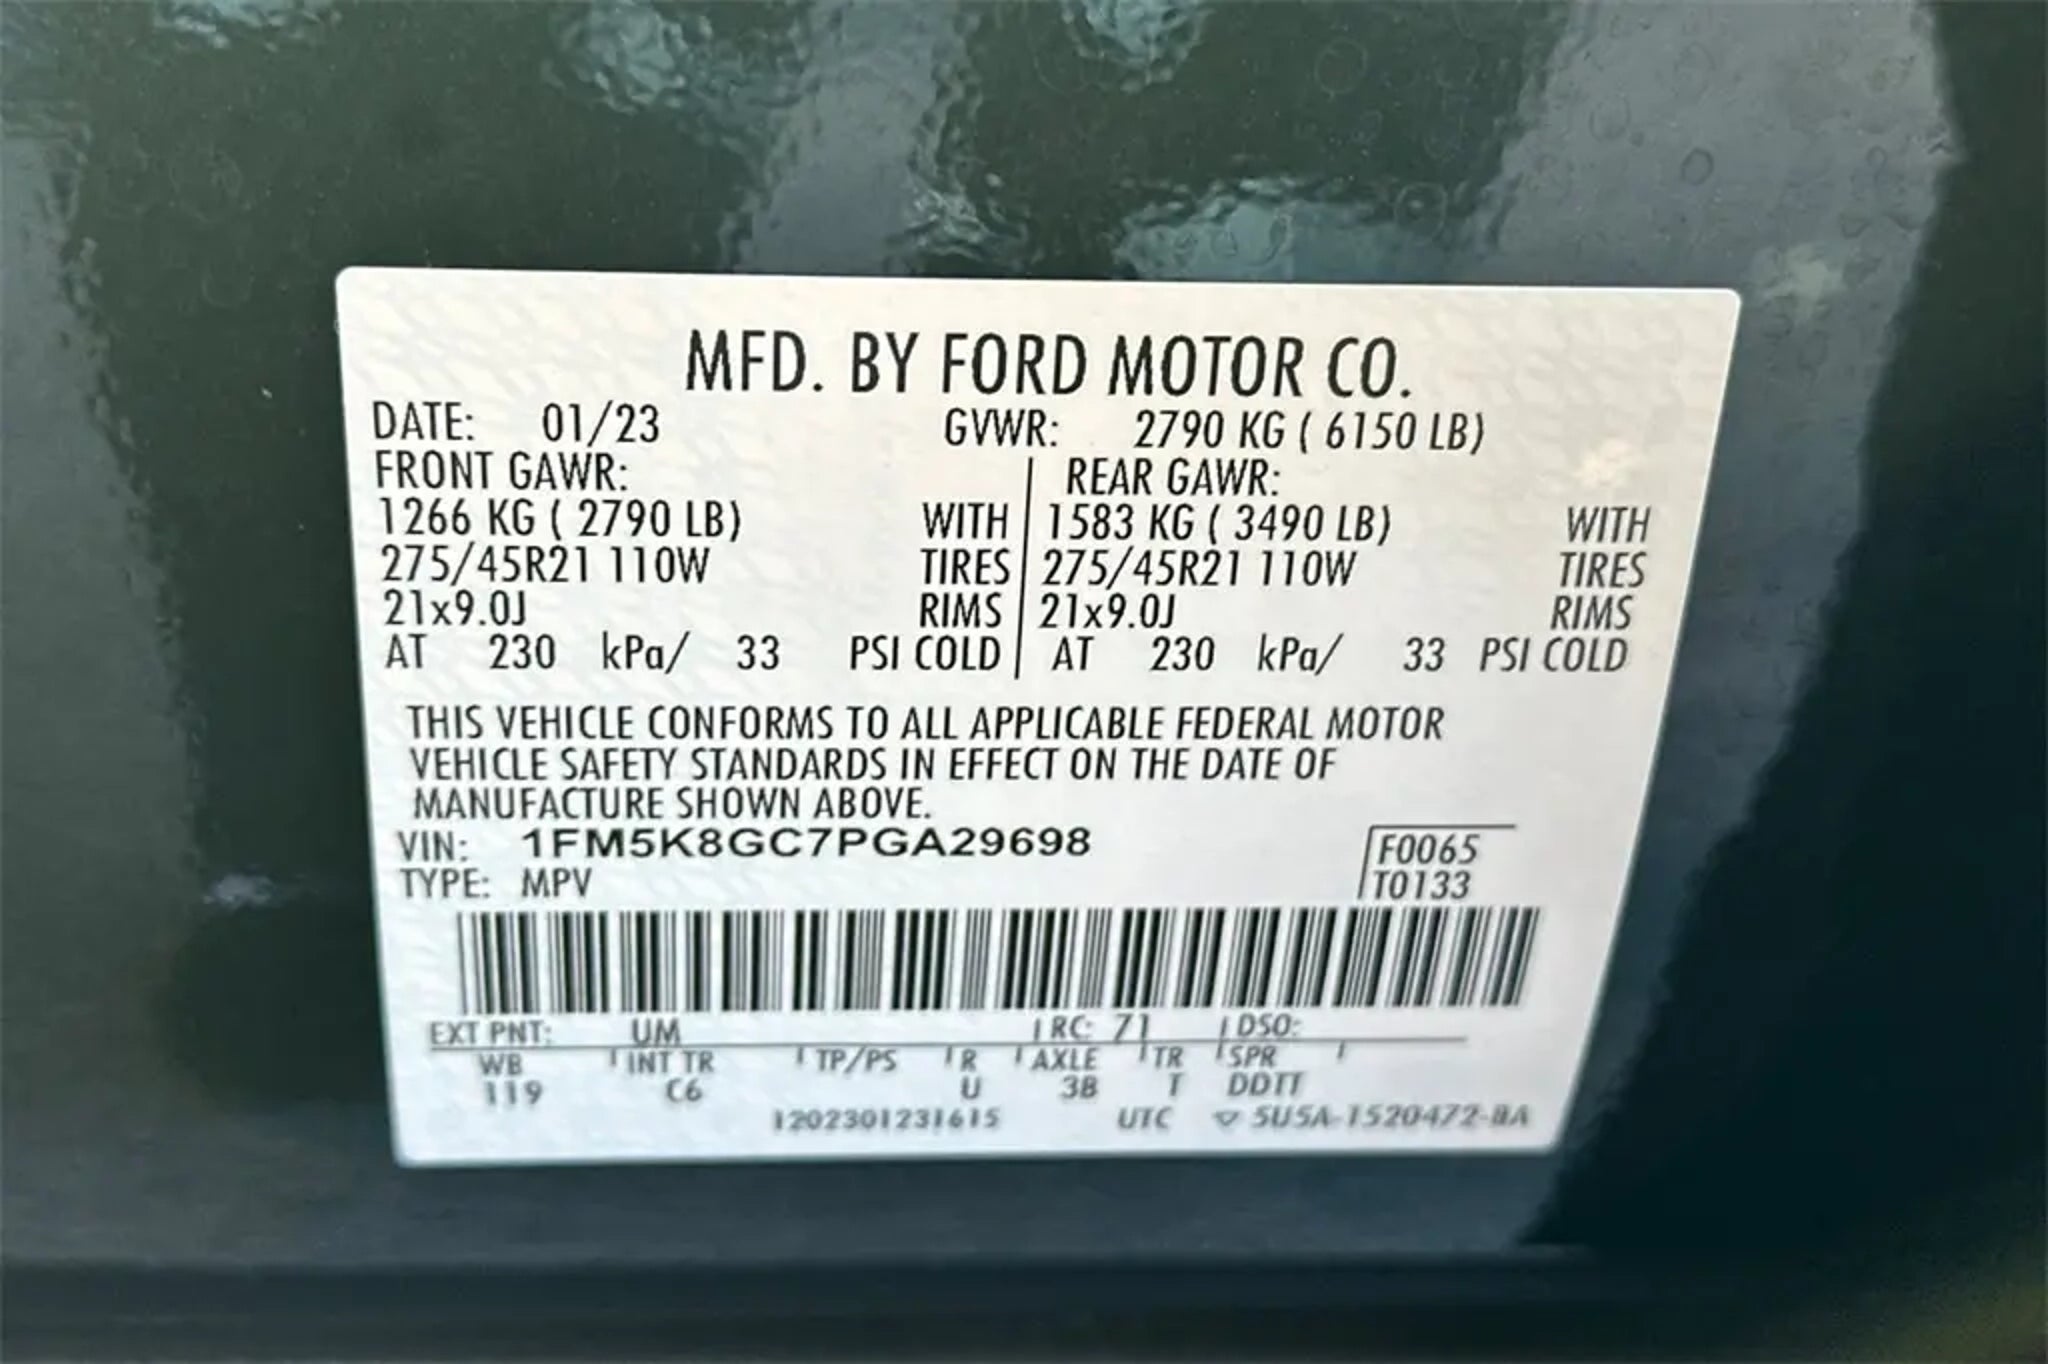 MFD. BY FORD MOTOR CO.
DATE: 01/23 GVWR: 2790 KG ( 6150 LB)
FRONT GAWR: REAR GAWR:
1266 KG ( 2790 LB) WITH 1583 KG ( 3490 LB) WITH
275/45R21 110W TIRES 275/45R21 110W TIRES
21x9.0J RIMS 21x9.0J RIMS
AT 230 kPa/ 33 PSI COLD AT 230 kPa/ 33 PSI COLD
THIS VEHICLE CONFORMS TO ALL APPLICABLE FEDERAL MOTOR
VEHICLE SAFETY STANDARDS IN EFFECT ON THE DATE OF
MANUFACTURE SHOWN ABOVE.
VIN: 1FM5K8GC7PGA29698 F0065
TYPE: MPV T0133
EXT PNT: UM RC: 71 DSO:
WB INT TR TP/PS R AXLE TR SPR
119 C6 U 3B T DDTT
1202301231615 UTC ▽ 5U5A-1520472-BA